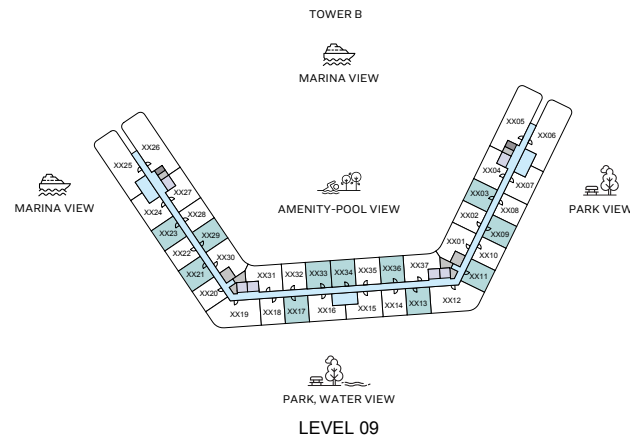 TOWER B
MARINA VIEW
XX05
XX06
XX26
XX25
XX04
XX07
XX27
XX03
XX24
XX28
XX02
XX08
MARINA VIEW
AMENITY-POOL VIEW
PARK VIEW
XX23
XX29
XX09
XX22
XX30
XX01
XX10
XX21
XX31
XX32
XX33
XX34
XX35
XX36
XX37
XX11
XX20
XX19
XX18
XX17
XX16
XX15
XX14
XX13
XX12
PARK, WATER VIEW
LEVEL 09